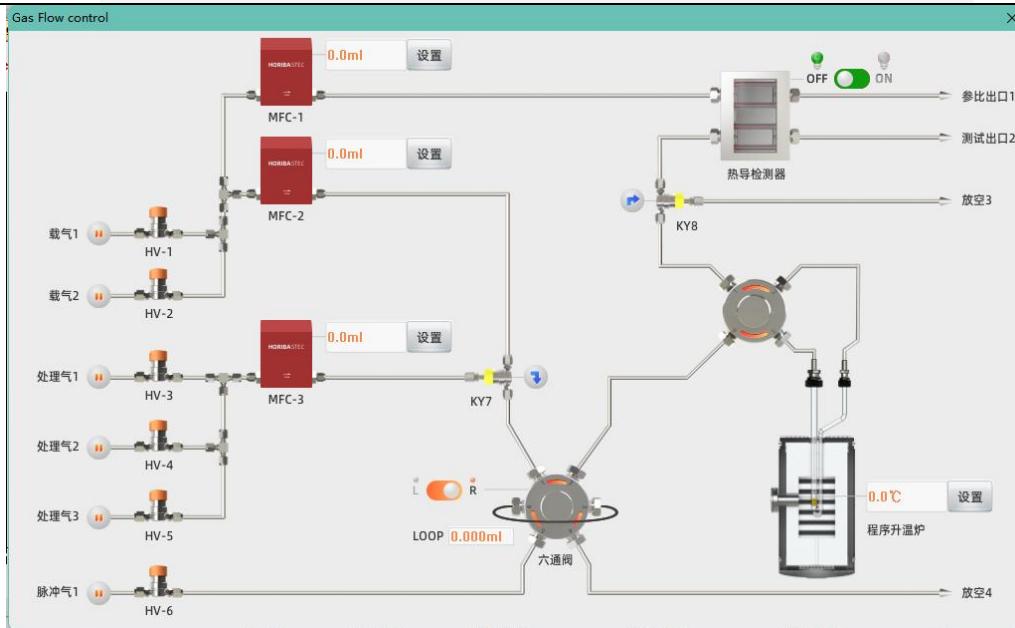 Gas Flow control
HORIBASTEC
0.0ml
设置
MFC-1
OFF
ON
参比出口1
测试出口2
热导检测器
HORIBASTEC
0.0ml
设置
MFC-2
放空3
KY8
载气1
HV-1
载气2
HV-2
HORIBASTEC
0.0ml
设置
MFC-3
处理气1
HV-3
KY7
处理气2
HV-4
L
R
处理气3
HV-5
LOOP 0.000ml
六通阀
0.0℃
设置
程序升温炉
脉冲气1
HV-6
放空4